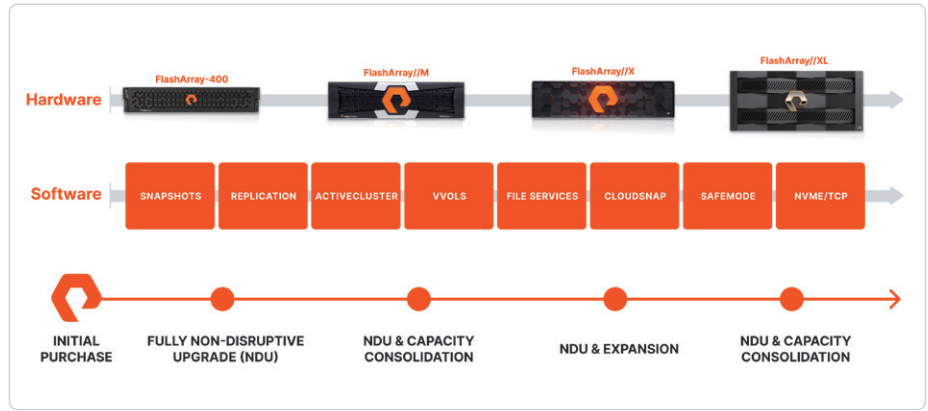 FlashArray-400
FlashArray//M
FlashArray//X
FlashArray//XL
Hardware
Software
SNAPSHOTS
REPLICATION
ACTIVECLUSTER
VVOLS
FILE SERVICES
CLOUDSNAP
SAFEMODE
NVME/TCP
INITIAL
PURCHASE
FULLY NON-DISRUPTIVE
UPGRADE (NDU)
NDU & CAPACITY
CONSOLIDATION
NDU & EXPANSION
NDU & CAPACITY
CONSOLIDATION